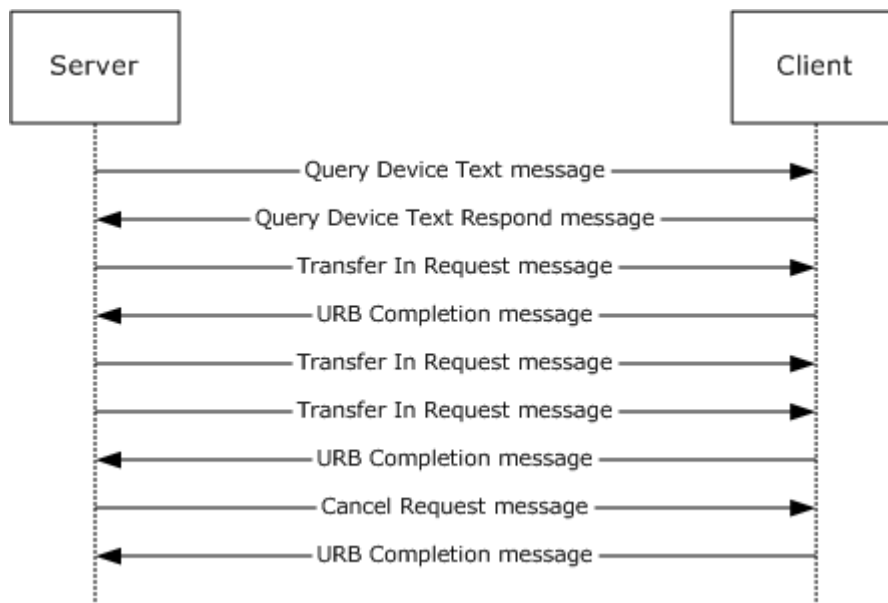 Server
Client
Query Device Text message
Query Device Text Respond message
Transfer In Request message
URB Completion message
Transfer In Request message
Transfer In Request message
URB Completion message
Cancel Request message
URB Completion message